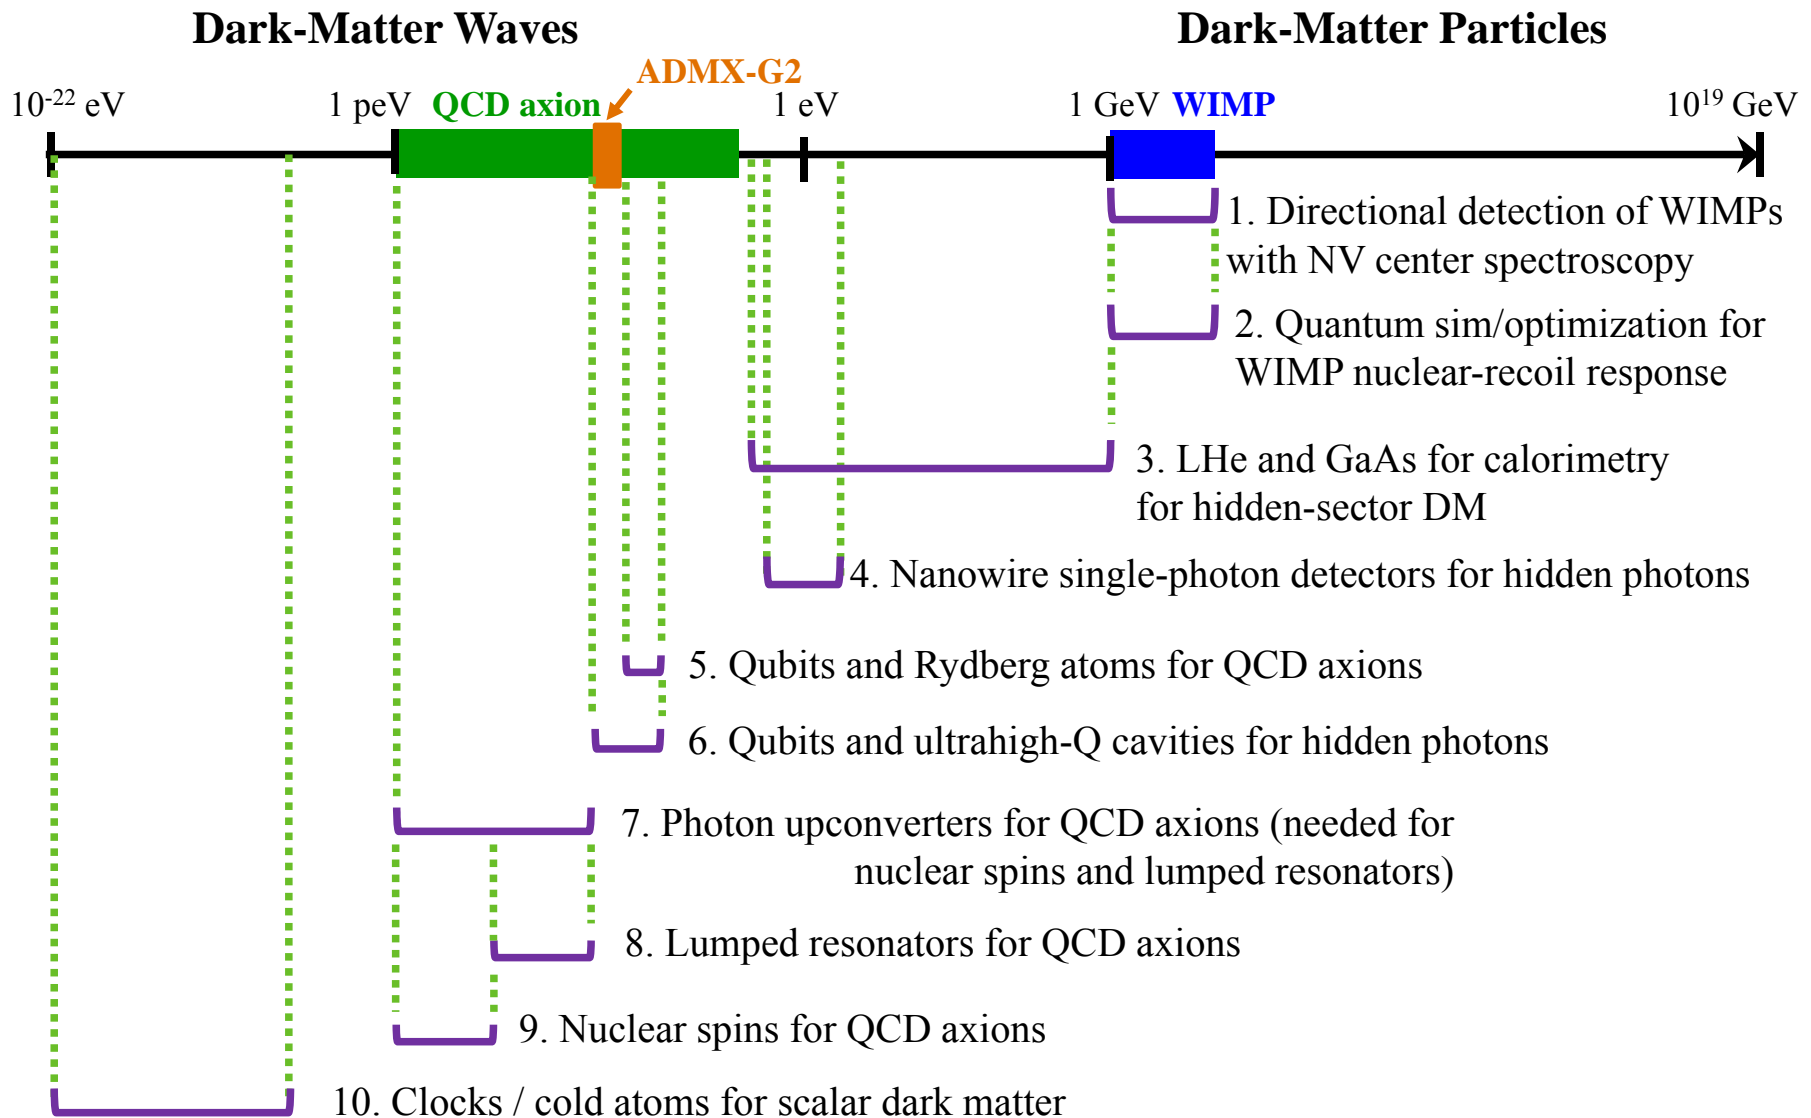 Dark-Matter Waves
Dark-Matter Particles
ADMX-G2
10⁻²² eV
1 peV
QCD axion
1 eV
1 GeV
WIMP
10¹⁹ GeV
1. Directional detection of WIMPs
with NV center spectroscopy
2. Quantum sim/optimization for
WIMP nuclear-recoil response
3. LHe and GaAs for calorimetry
for hidden-sector DM
4. Nanowire single-photon detectors for hidden photons
5. Qubits and Rydberg atoms for QCD axions
6. Qubits and ultrahigh-Q cavities for hidden photons
7. Photon upconverters for QCD axions (needed for
nuclear spins and lumped resonators)
8. Lumped resonators for QCD axions
9. Nuclear spins for QCD axions
10. Clocks / cold atoms for scalar dark matter